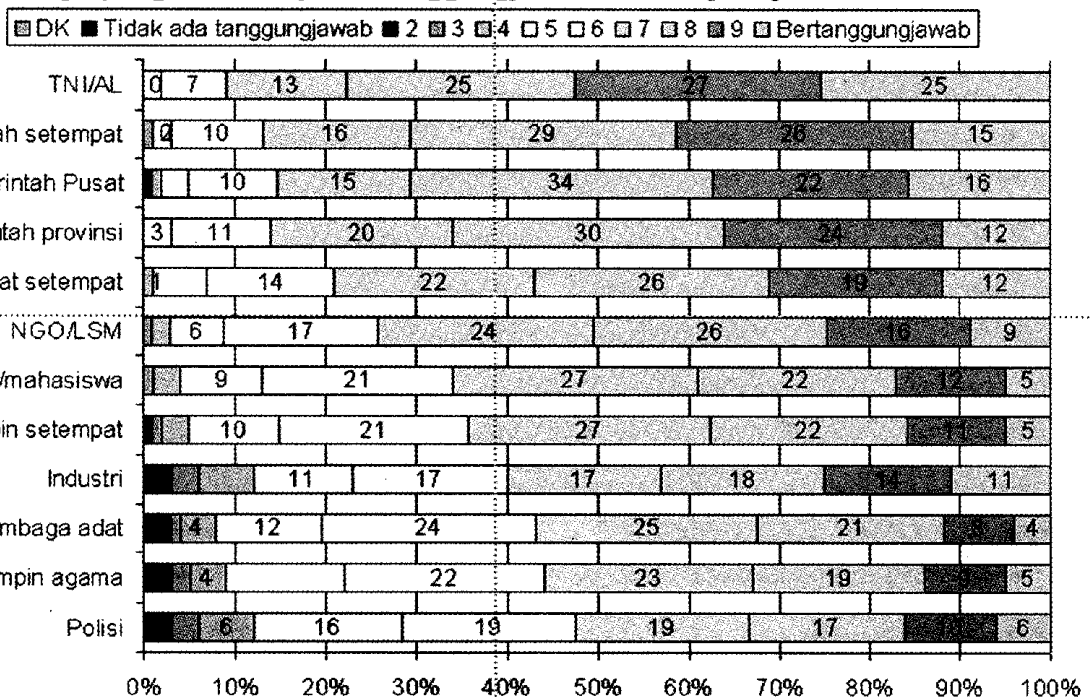 DK Tidak ada tanggungjawab 2 3 4 5 6 7 8 9 Bertanggungjawab
TNI/AL 0 7 13 25 27 25
ah setempat 0 2 10 16 29 26 15
rintah Pusat 10 15 34 22 16
tah provinsi 3 11 20 30 24 12
at setempat 1 14 22 26 19 12
NGO/LSM 6 17 24 26 16 9
/mahasiswa 9 21 27 22 12 5
in setempat 10 21 27 22 11 5
Industri 11 17 17 18 14 11
mbaga adat 4 12 24 25 21 4
mpin agama 4 22 23 19 5
Polisi 6 16 19 19 17 6
0% 10% 20% 30% 40% 50% 60% 70% 80% 90% 100%